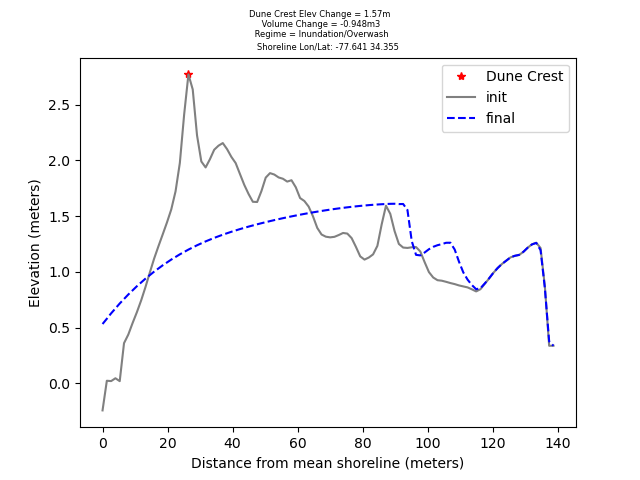 Dune Crest Elev Change = 1.57m
Volume Change = -0.948m3
Regime = Inundation/Overwash
Shoreline Lon/Lat: -77.641 34.355
Dune Crest
init
final
Elevation (meters)
2.5
2.0
1.5
1.0
0.5
0.0
0 20 40 60 80 100 120 140
Distance from mean shoreline (meters)